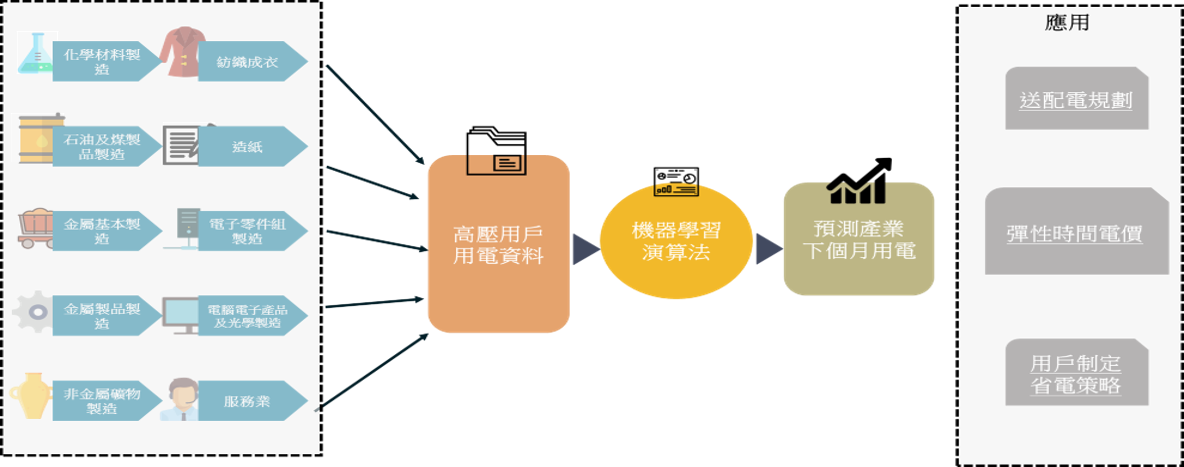 化學材料製
造
紡織成衣
石油及煤製
品製造
造紙
金屬基本製
造
電子零件組
製造
金屬製品製
造
電腦電子產品
及光學製造
非金屬礦物
製造
服務業
高壓用戶
用電資料
機器學習
演算法
預測產業
下個月用電
應用
送配電規劃
彈性時間電價
用戶制定
省電策略